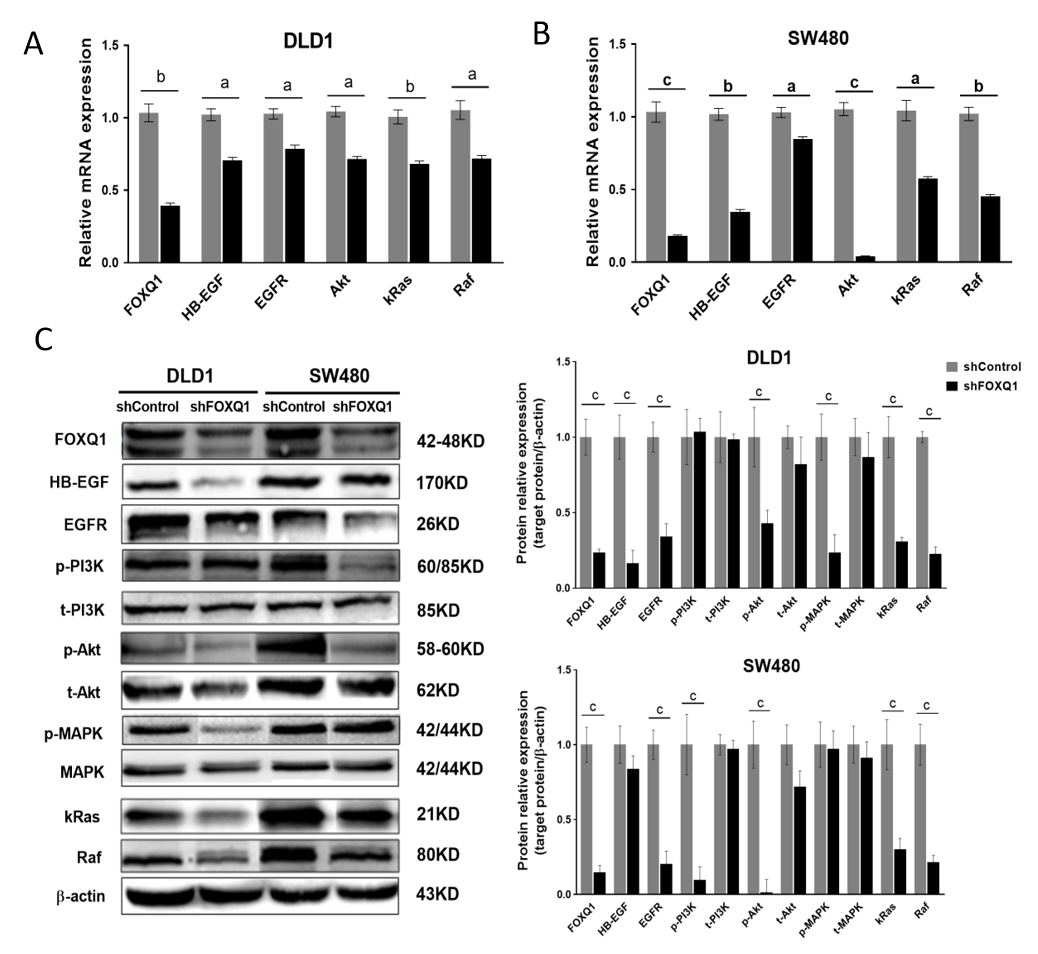 A
DLD1
Relative mRNA expression
1.5
1.0
0.5
0.0
b
a
a
a
b
a
FOXQ1
HB-EGF
EGFR
Akt
kRas
Raf
B
SW480
Relative mRNA expression
1.5
1.0
0.5
0.0
c
b
a
c
a
b
FOXQ1
HB-EGF
EGFR
Akt
kRas
Raf
C
DLD1 SW480
shControl shFOXQ1 shControl shFOXQ1
FOXQ1 42-48KD
HB-EGF 170KD
EGFR 26KD
p-PI3K 60/85KD
t-PI3K 85KD
p-Akt 58-60KD
t-Akt 62KD
p-MAPK 42/44KD
MAPK 42/44KD
kRas 21KD
Raf 80KD
β-actin 43KD
DLD1
shControl
shFOXQ1
Protein relative expression
(target protein/β-actin)
1.5
1.0
0.5
0.0
c
c
c
c
c
c
c
FOXQ1
HB-EGF
EGFR
p-PI3K
t-PI3K
p-Akt
t-Akt
p-MAPK
t-MAPK
kRas
Raf
SW480
Protein relative expression
(target protein/β-actin)
1.5
1.0
0.5
0.0
c
c
c
c
c
c
FOXQ1
HB-EGF
EGFR
p-PI3K
t-PI3K
p-Akt
t-Akt
p-MAPK
t-MAPK
kRas
Raf